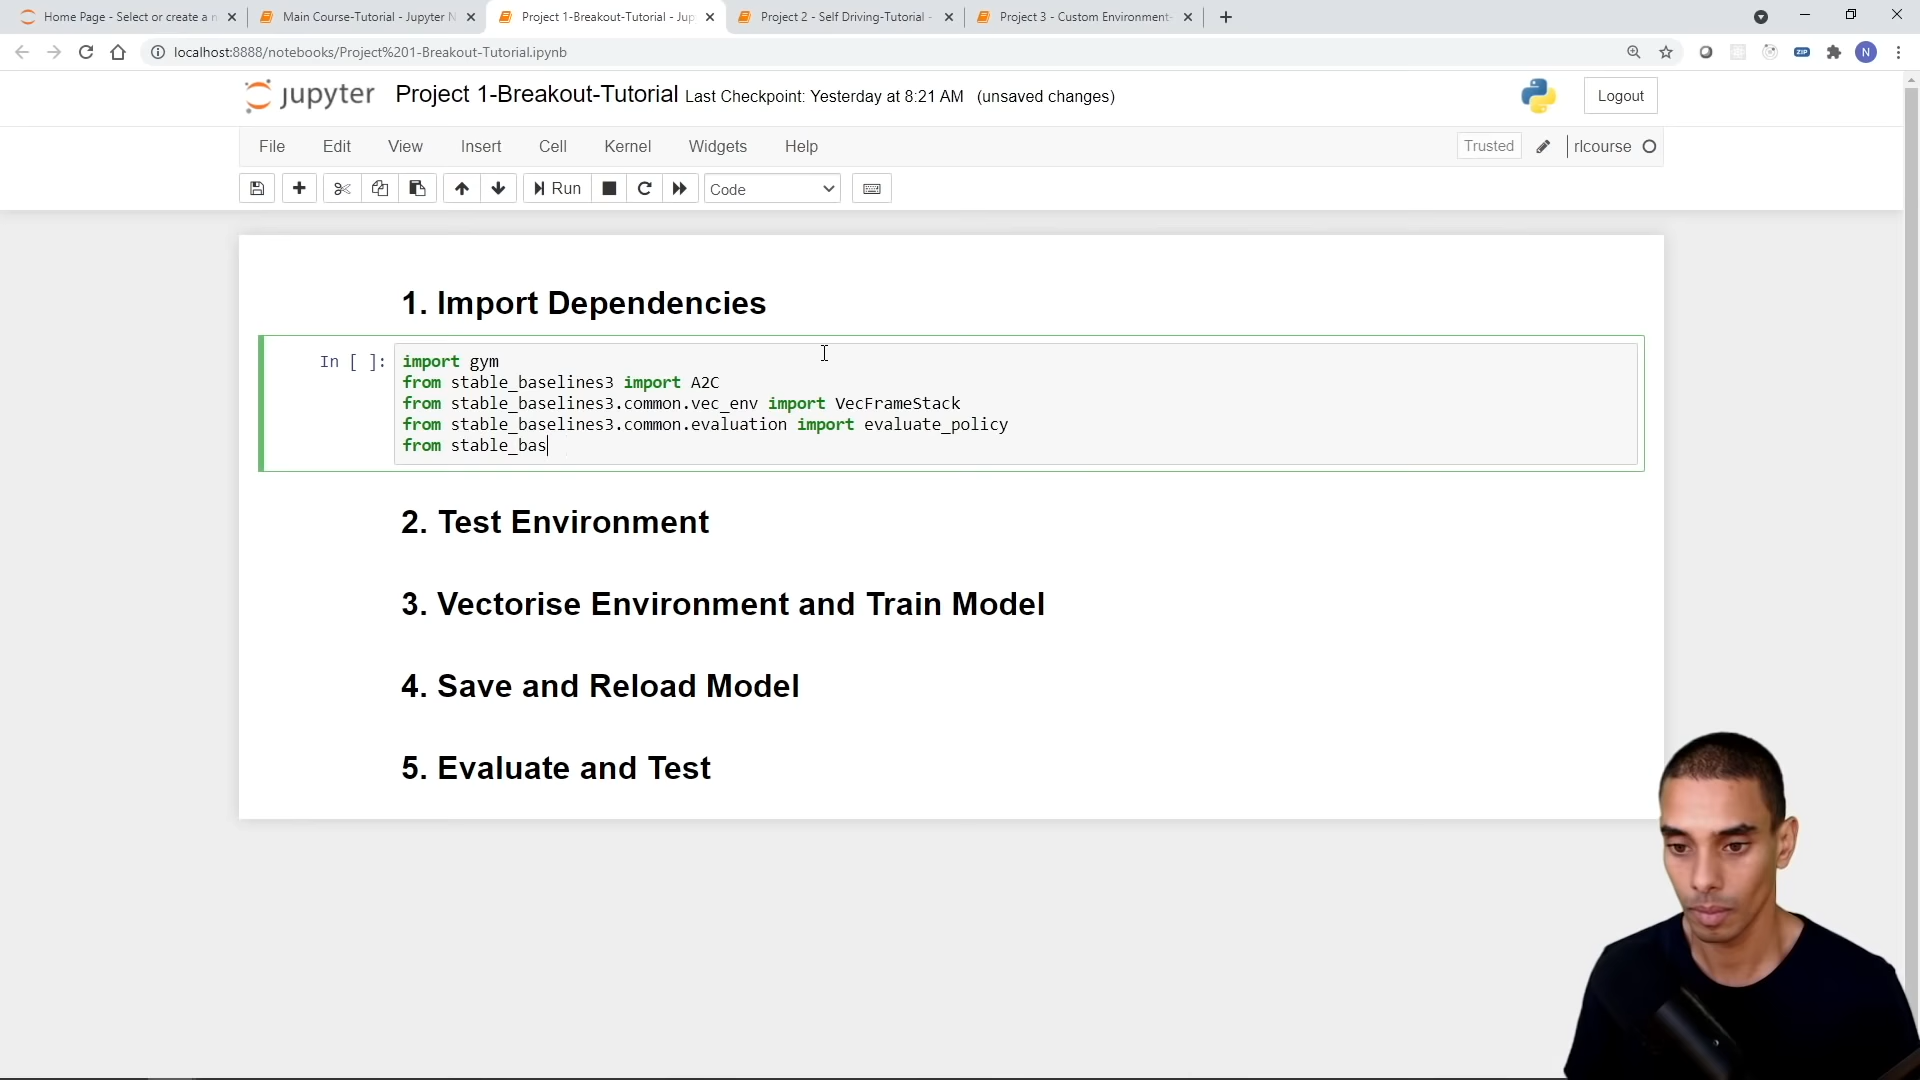 Home Page - Select or create a n
Main Course-Tutorial - Jupyter N
Project 1-Breakout-Tutorial - Jup
Project 2 - Self Driving-Tutorial -
Project 3 - Custom Environment-
localhost:8888/notebooks/Project%201-Breakout-Tutorial.ipynb
ZIP
N
jupyter Project 1-Breakout-Tutorial Last Checkpoint: Yesterday at 8:21 AM (unsaved changes)
Logout
File Edit View Insert Cell Kernel Widgets Help
Trusted rlcourse
Run Code
1. Import Dependencies
In [ ]:
import gym
from stable_baselines3 import A2C
from stable_baselines3.common.vec_env import VecFrameStack
from stable_baselines3.common.evaluation import evaluate_policy
from stable_bas
2. Test Environment
3. Vectorise Environment and Train Model
4. Save and Reload Model
5. Evaluate and Test